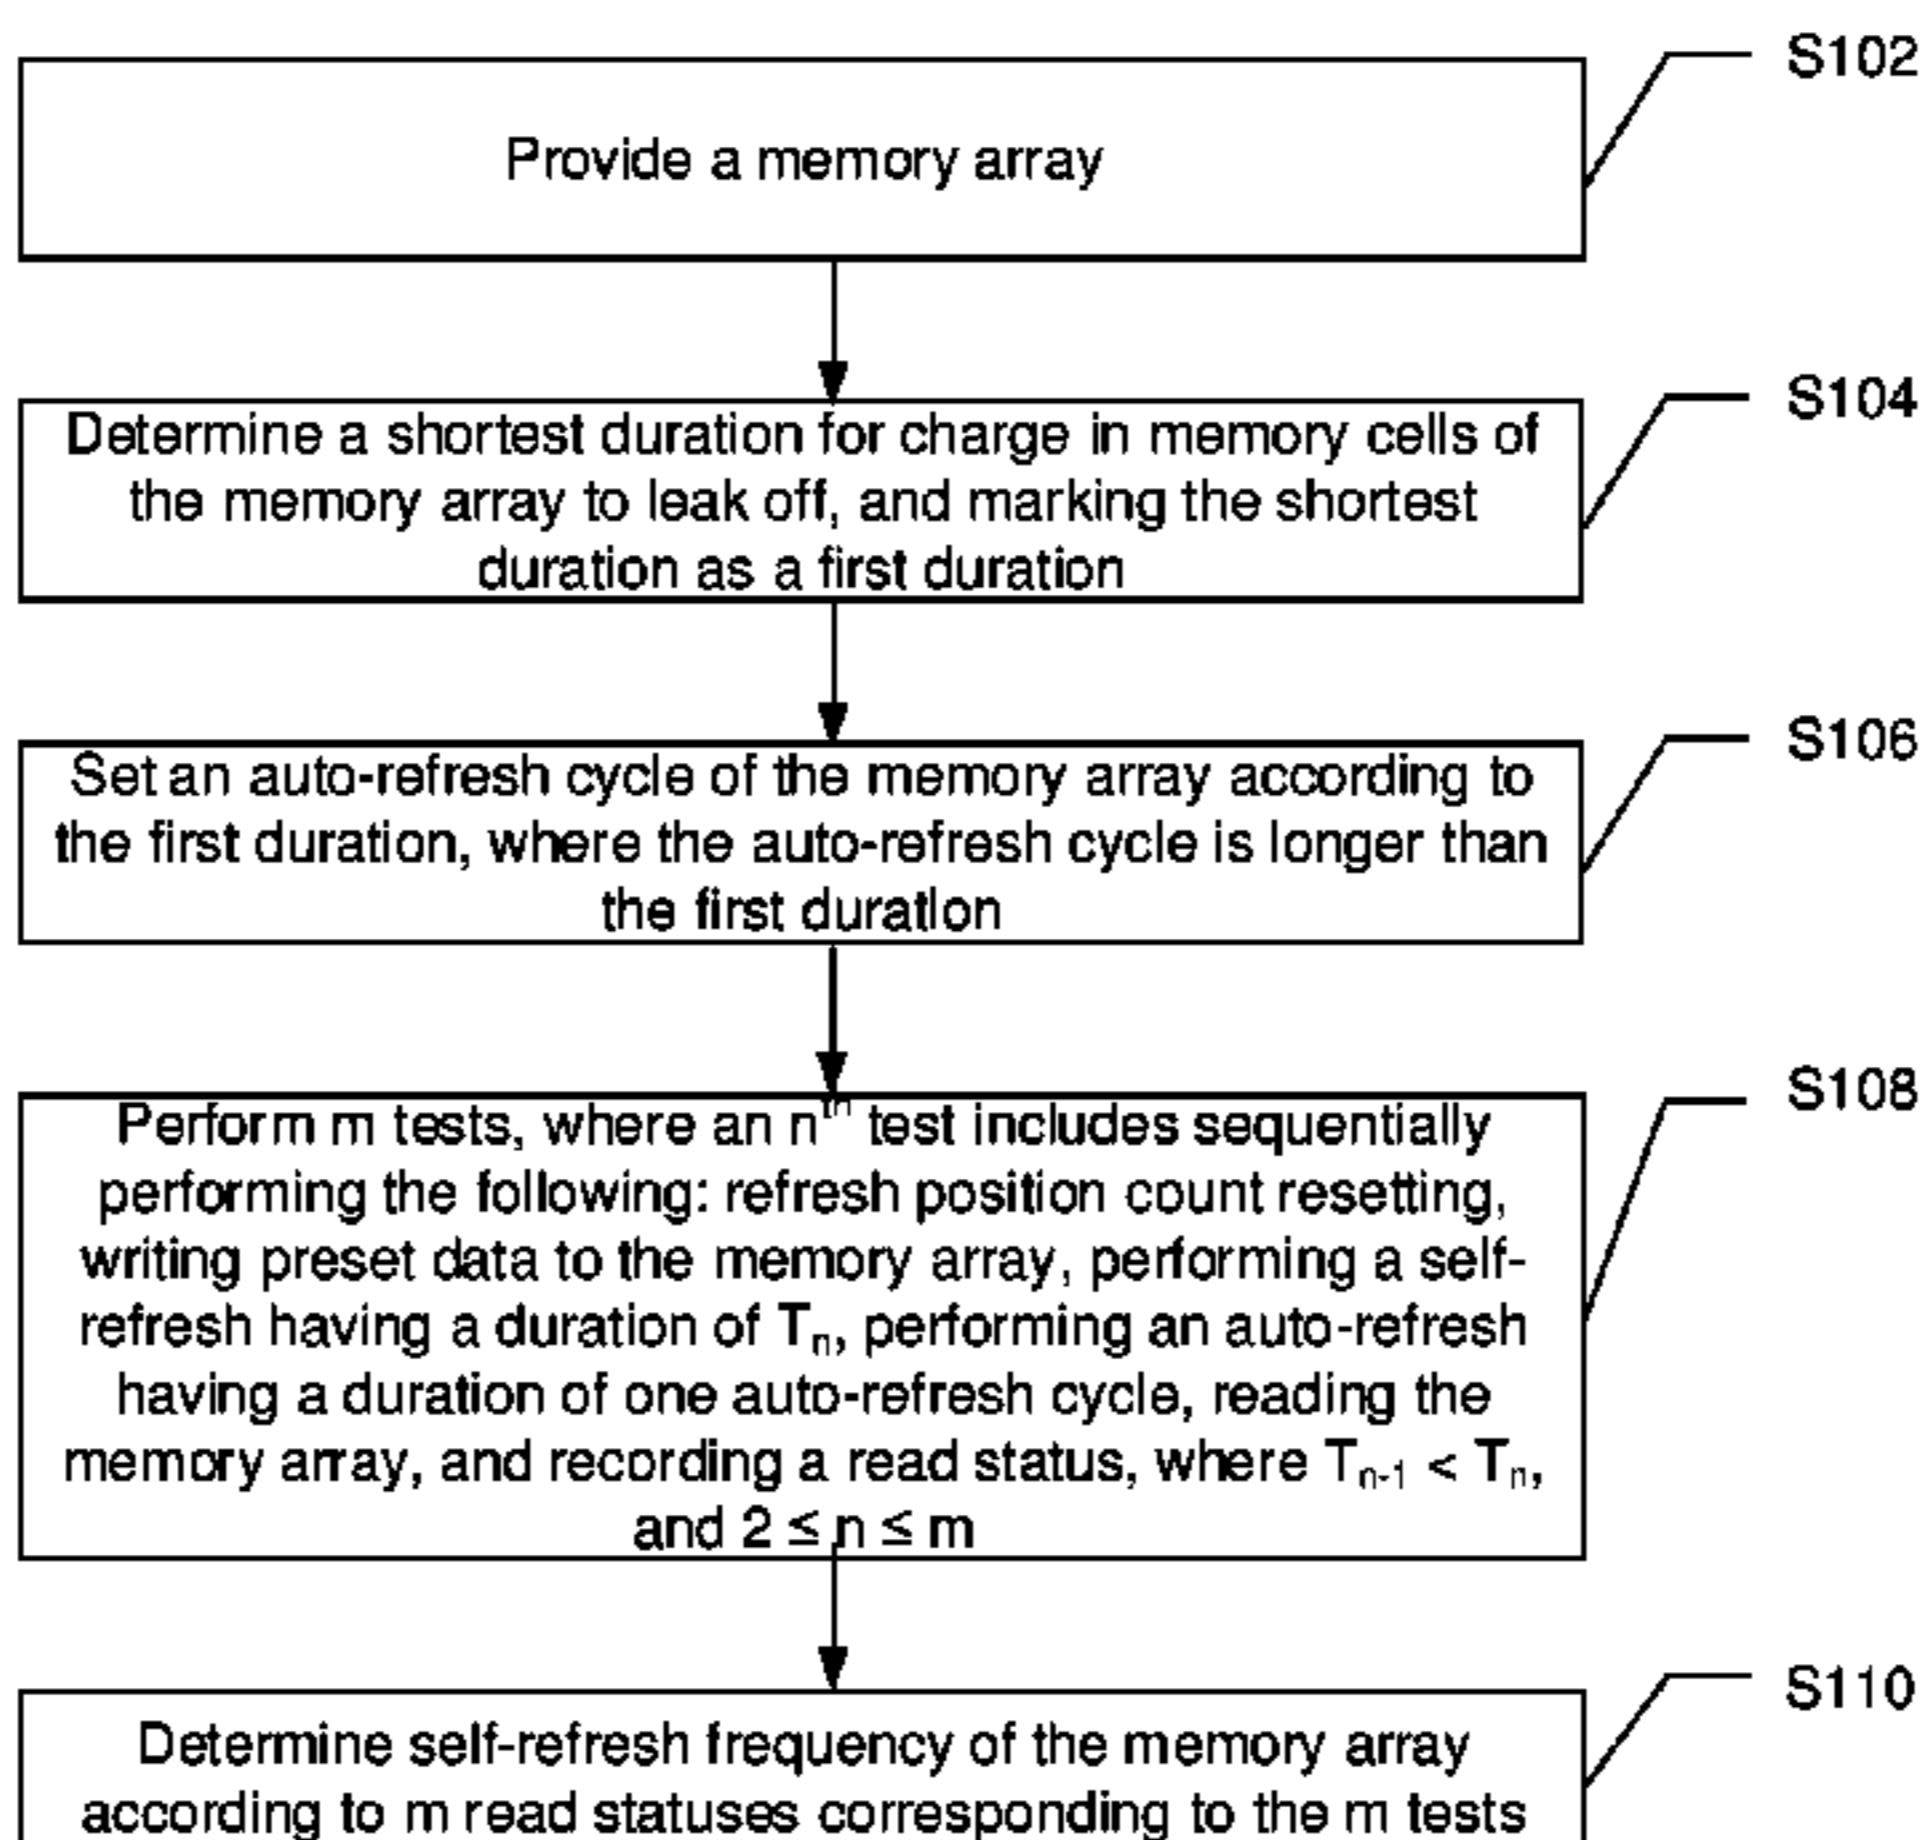 S102
Provide a memory array
S104
Determine a shortest duration for charge in memory cells of
the memory array to leak off, and marking the shortest
duration as a first duration
S106
Set an auto-refresh cycle of the memory array according to
the first duration, where the auto-refresh cycle is longer than
the first duration
S108
Perform m tests, where an nᵗʰ test includes sequentially
performing the following: refresh position count resetting,
writing preset data to the memory array, performing a self-
refresh having a duration of Tₙ, performing an auto-refresh
having a duration of one auto-refresh cycle, reading the
memory array, and recording a read status, where Tₙ₋₁ < Tₙ,
and 2 ≤ n ≤ m
S110
Determine self-refresh frequency of the memory array
according to m read statuses corresponding to the m tests